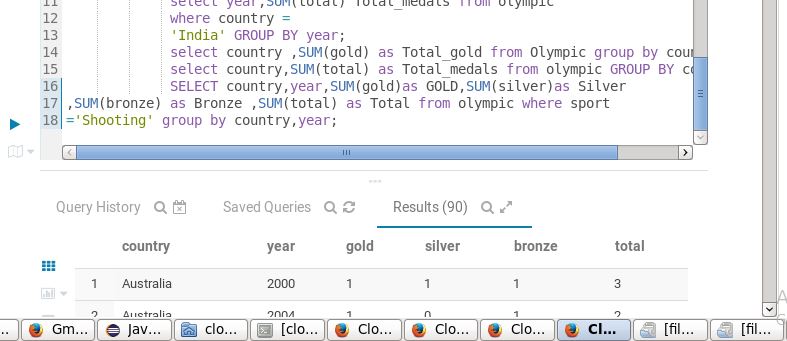 11 select year,SUM(total) Total_medals from olympic
12 where country =
13 'India' GROUP BY year;
14 select country ,SUM(gold) as Total_gold from Olympic group by coun
15 select country,SUM(total) as Total_medals from olympic GROUP BY co
16 SELECT country,year,SUM(gold)as GOLD,SUM(silver)as Silver
17 ,SUM(bronze) as Bronze ,SUM(total) as Total from olympic where sport
18 ='Shooting' group by country,year;
Query History Saved Queries Results (90)
country year gold silver bronze total
1 Australia 2000 1 1 1 3
2 Australia 2004 1 0 1 2
... Gm... Jav... clo... [clo... Clo... Clo... Clo... Cl... [fil... [fil...